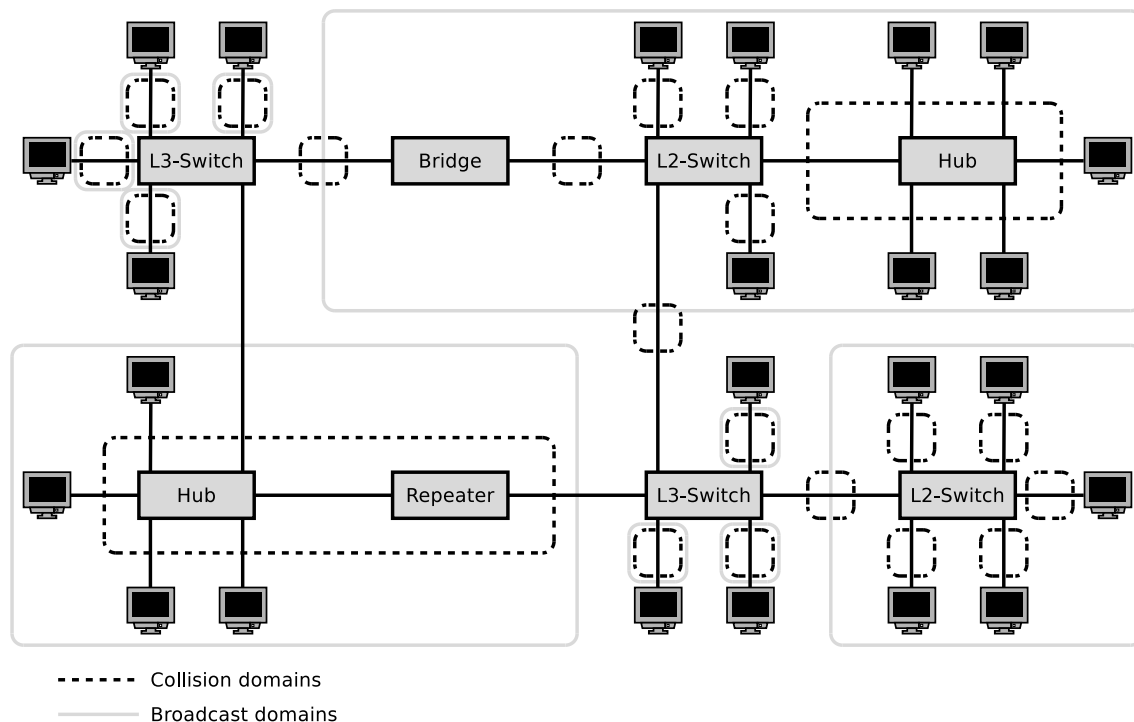 L3-Switch
Bridge
L2-Switch
Hub
Hub
Repeater
L3-Switch
L2-Switch
Collision domains
Broadcast domains